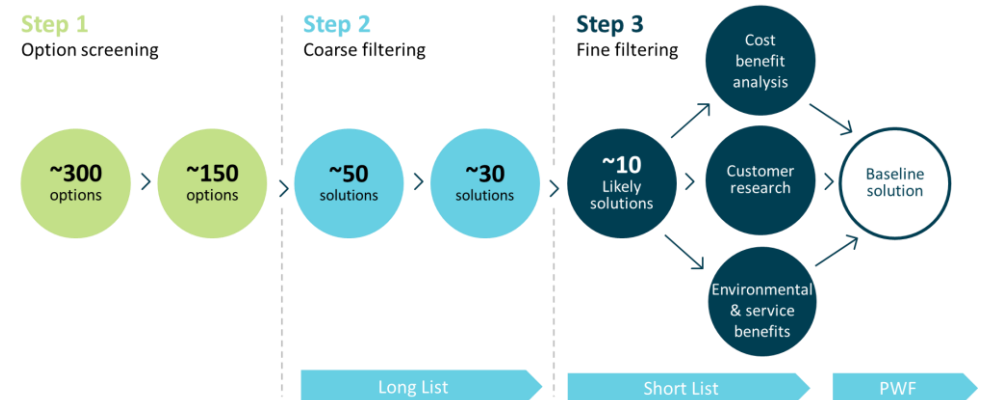 Step 1
Option screening
Step 2
Coarse filtering
Step 3
Fine filtering
~300
options
~150
options
~50
solutions
~30
solutions
~10
Likely
solutions
Cost
benefit
analysis
Customer
research
Environmental
& service
benefits
Baseline
solution
Long List
Short List
PWF